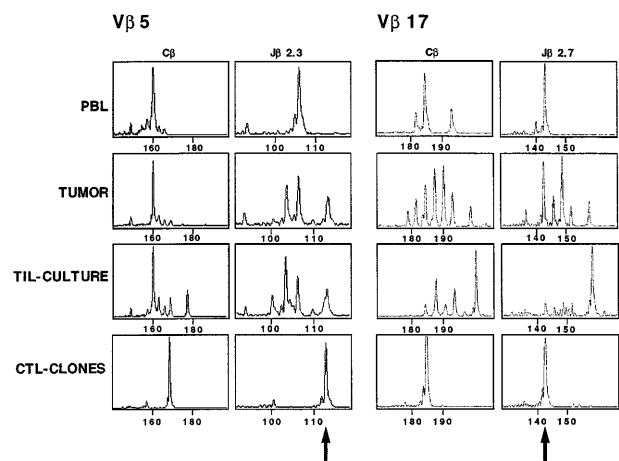 Vβ 5
Vβ 17
Cβ
Jβ 2.3
Cβ
Jβ 2.7
PBL
160 180
100 110
180 190
140 150
TUMOR
160 180
100 110
180 190
140 150
TIL-CULTURE
160 180
100 110
180 190
140 150
CTL-CLONES
160 180
100 110
180 190
140 150